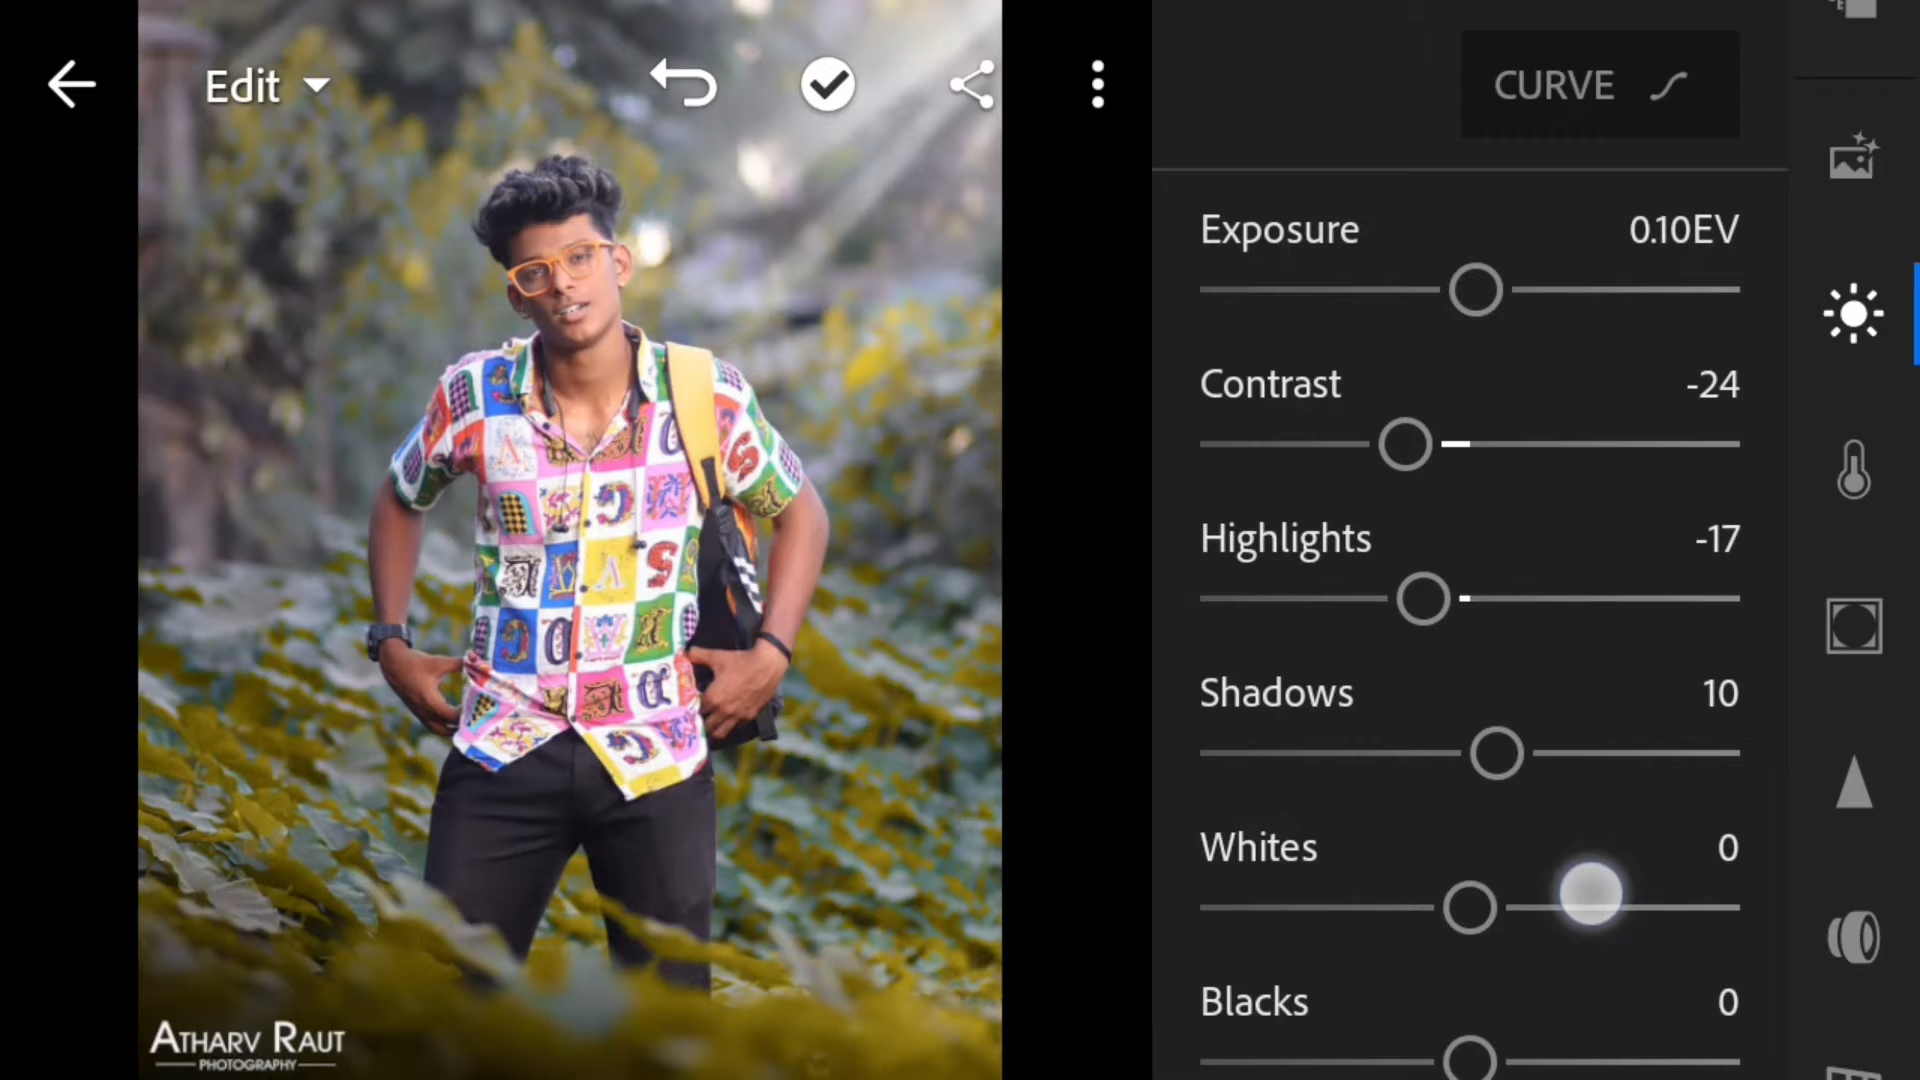 Edit
CURVE
Exposure 0.10EV
Contrast -24
Highlights -17
Shadows 10
Whites 0
Blacks 0
ATHARV RAUT
PHOTOGRAPHY